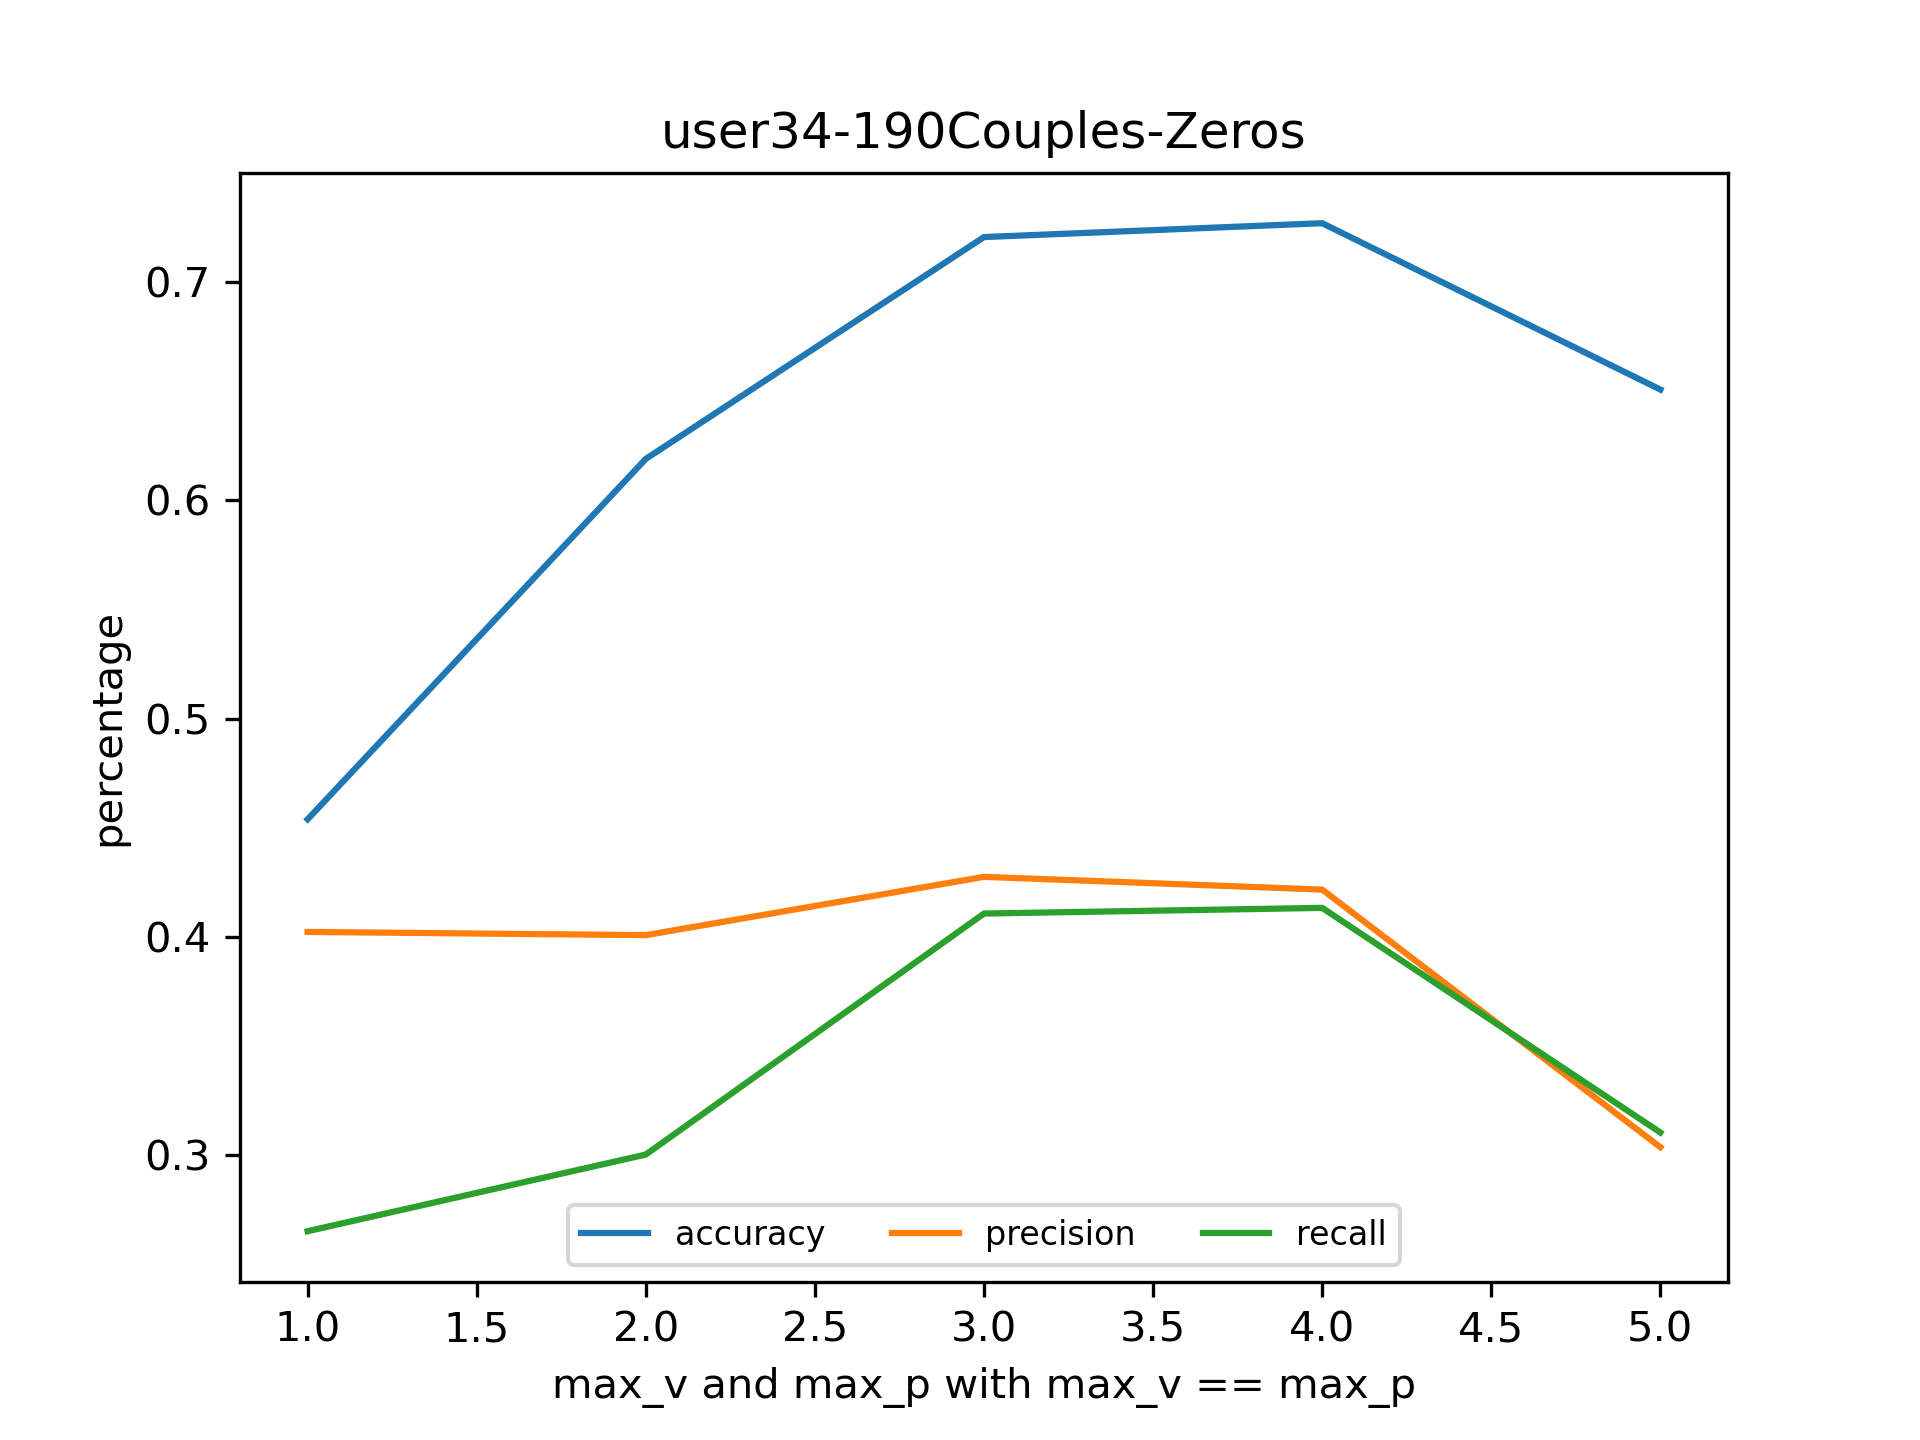 user34-190Couples-Zeros
percentage
0.7
0.6
0.5
0.4
0.3
accuracy precision recall
1.0 1.5 2.0 2.5 3.0 3.5 4.0 4.5 5.0
max_v and max_p with max_v == max_p